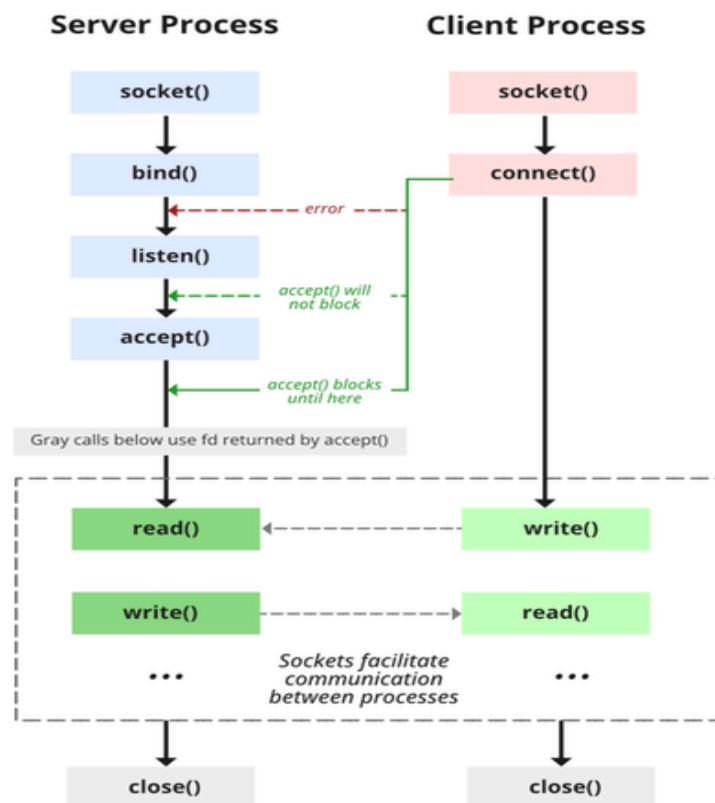 Server Process
Client Process
socket()
socket()
bind()
connect()
error
listen()
accept() will
not block
accept()
accept() blocks
until here
Gray calls below use fd returned by accept()
read()
write()
write()
read()
...
Sockets facilitate
communication
between processes
...
close()
close()